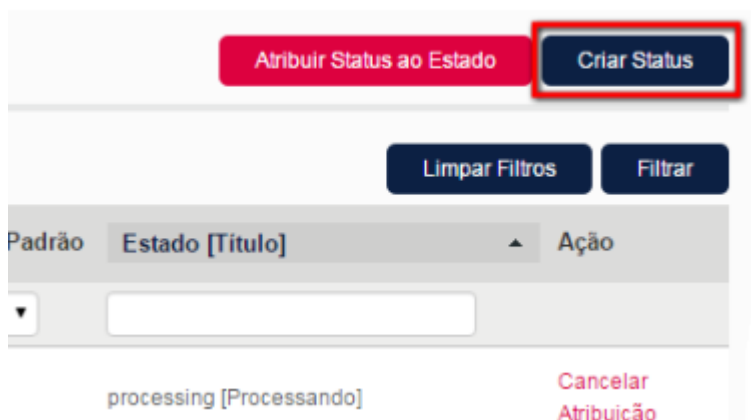 Atribuir Status ao Estado Criar Status
Limpar Filtros Filtrar
Padrão Estado [Título] Ação
processing [Processando] Cancelar
Atribuição